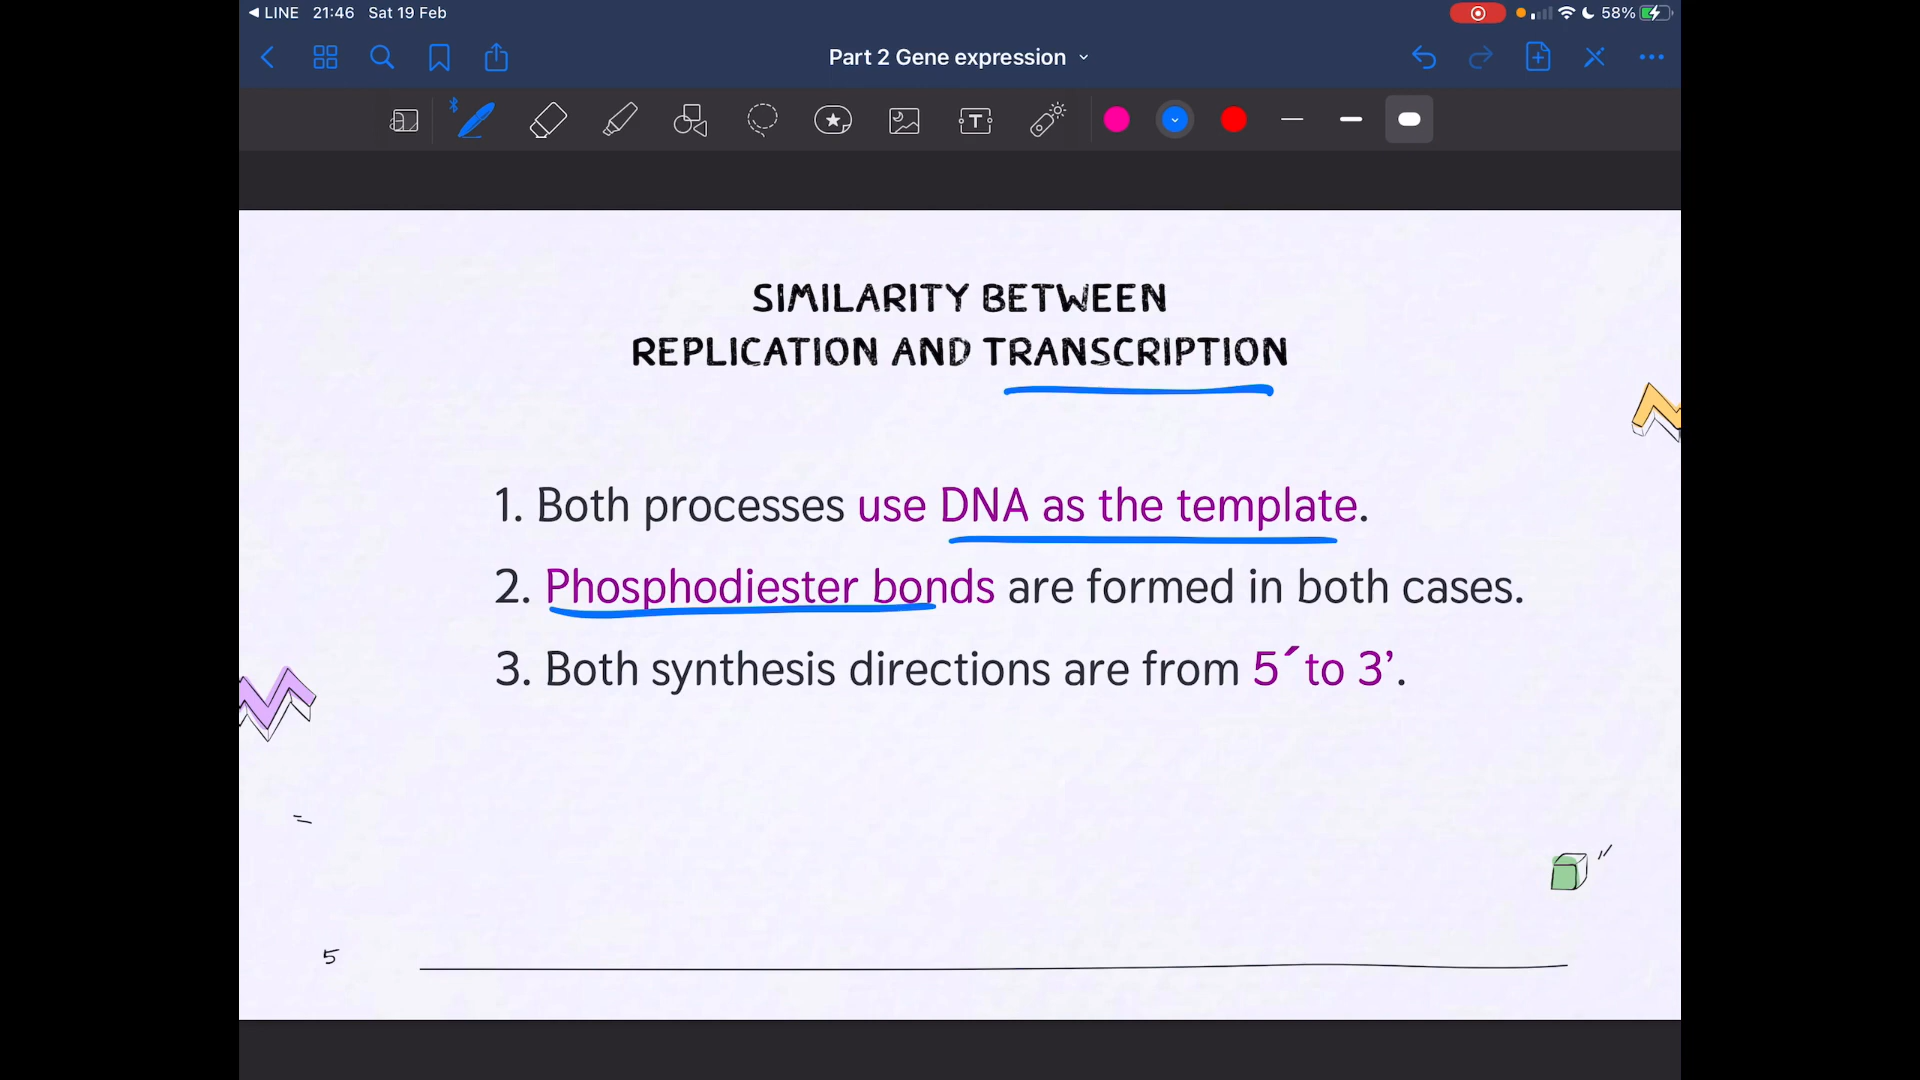 LINE 21:46 Sat 19 Feb
58%
Part 2 Gene expression
T
SIMILARITY BETWEEN
REPLICATION AND TRANSCRIPTION
1. Both processes use DNA as the template.
2. Phosphodiester bonds are formed in both cases.
3. Both synthesis directions are from 5´to 3’.
5